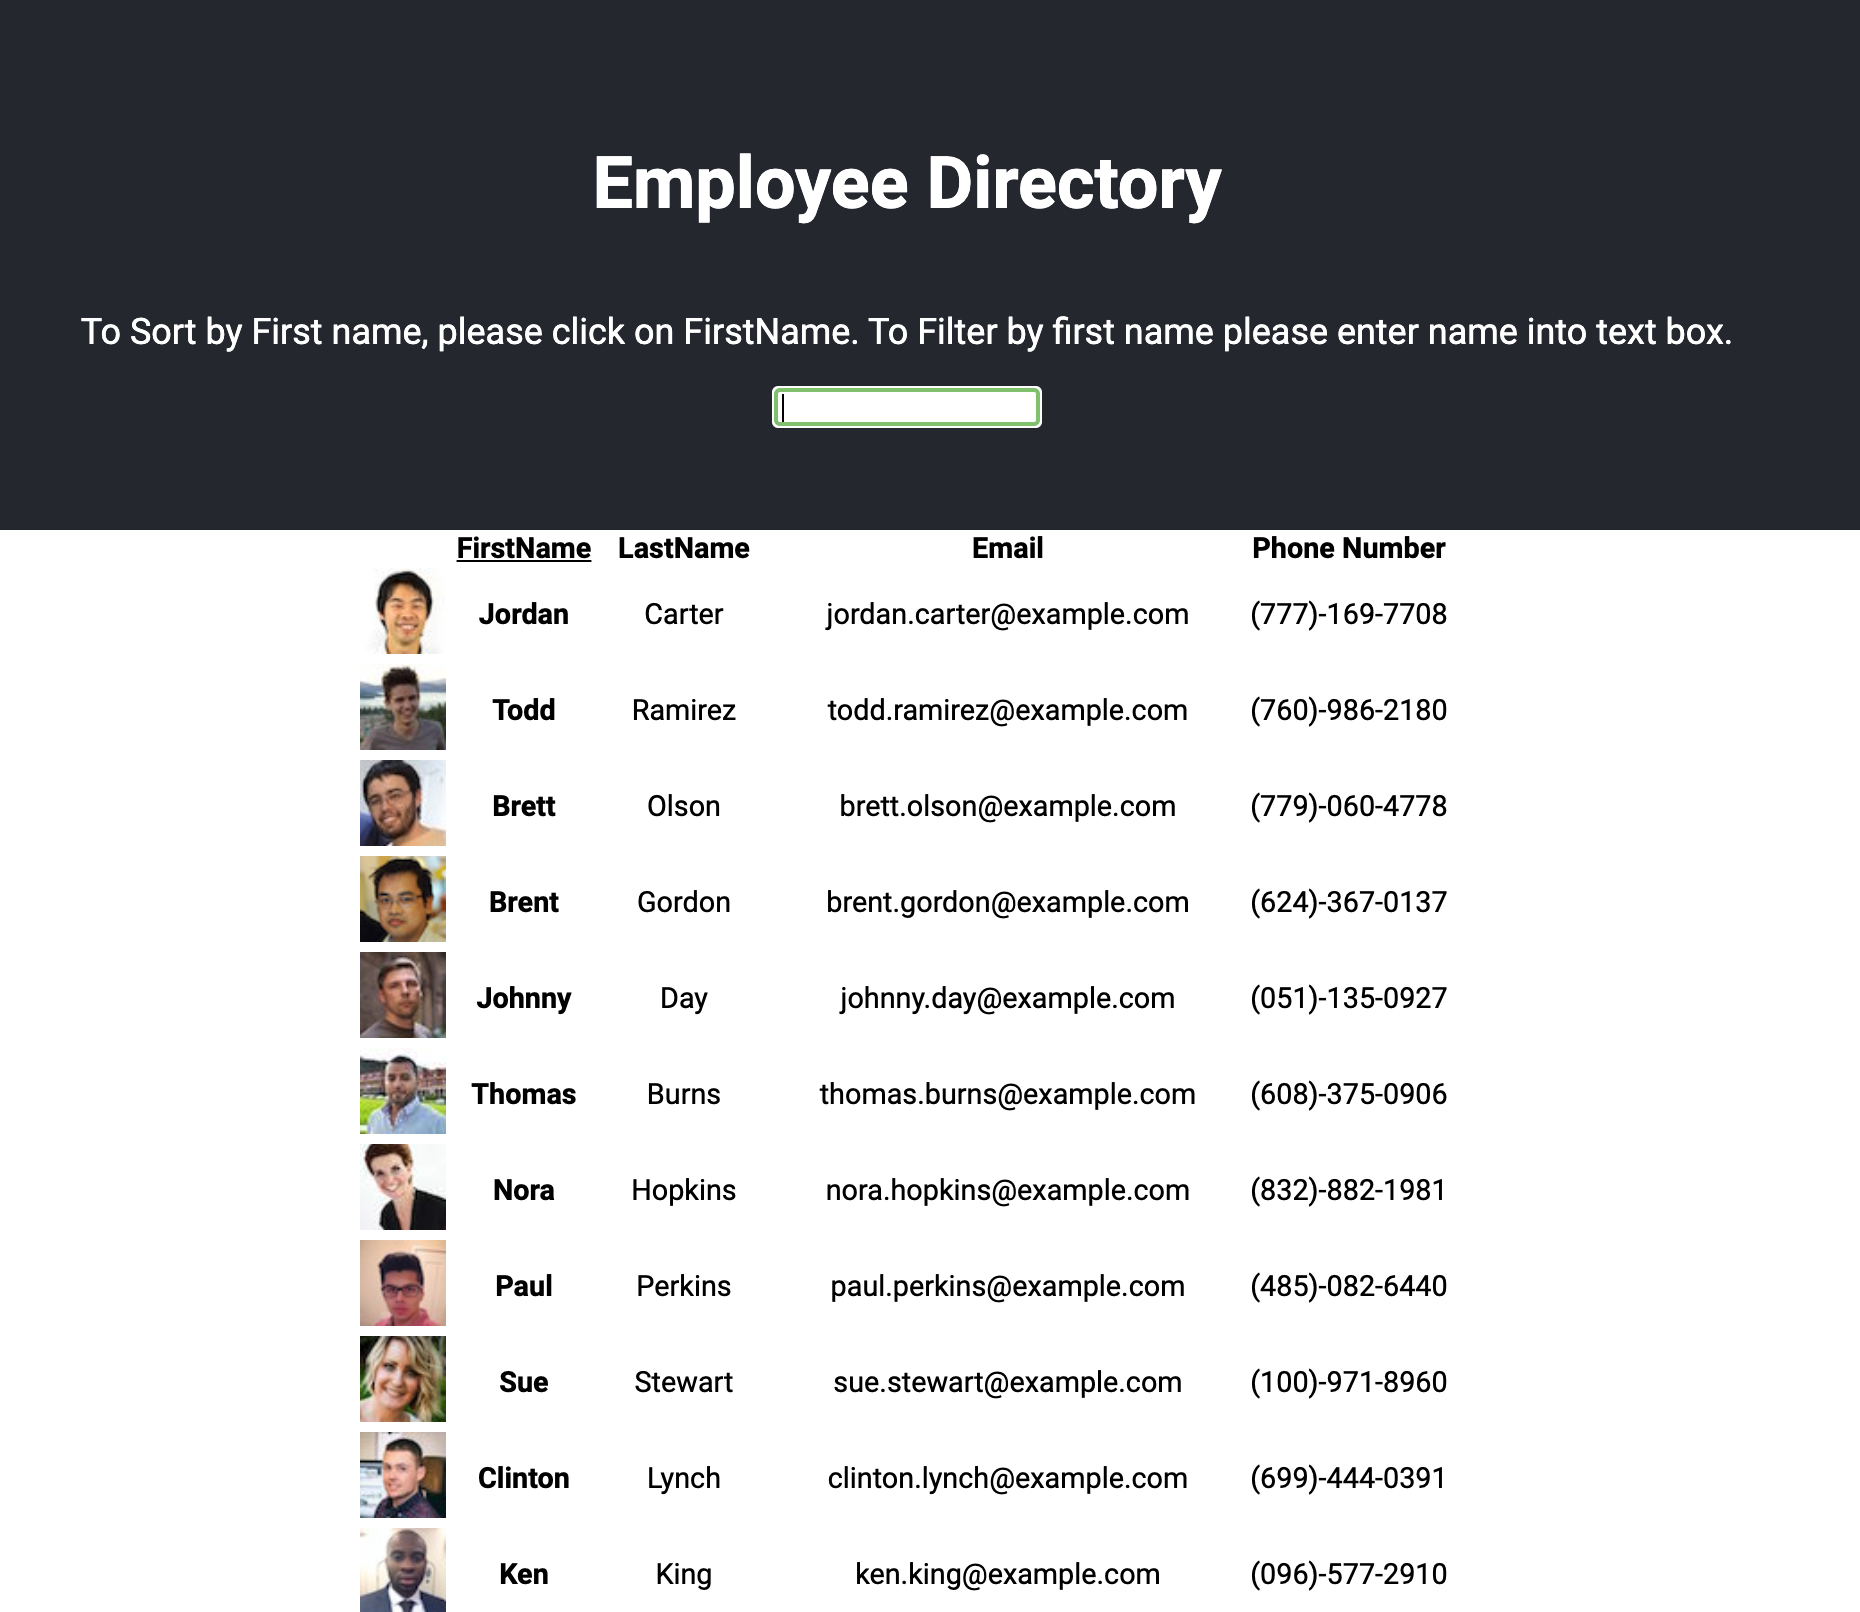 Employee Directory
To Sort by First name, please click on FirstName. To Filter by first name please enter name into text box.
FirstName LastName Email Phone Number
Jordan Carter jordan.carter@example.com (777)-169-7708
Todd Ramirez todd.ramirez@example.com (760)-986-2180
Brett Olson brett.olson@example.com (779)-060-4778
Brent Gordon brent.gordon@example.com (624)-367-0137
Johnny Day johnny.day@example.com (051)-135-0927
Thomas Burns thomas.burns@example.com (608)-375-0906
Nora Hopkins nora.hopkins@example.com (832)-882-1981
Paul Perkins paul.perkins@example.com (485)-082-6440
Sue Stewart sue.stewart@example.com (100)-971-8960
Clinton Lynch clinton.lynch@example.com (699)-444-0391
Ken King ken.king@example.com (096)-577-2910